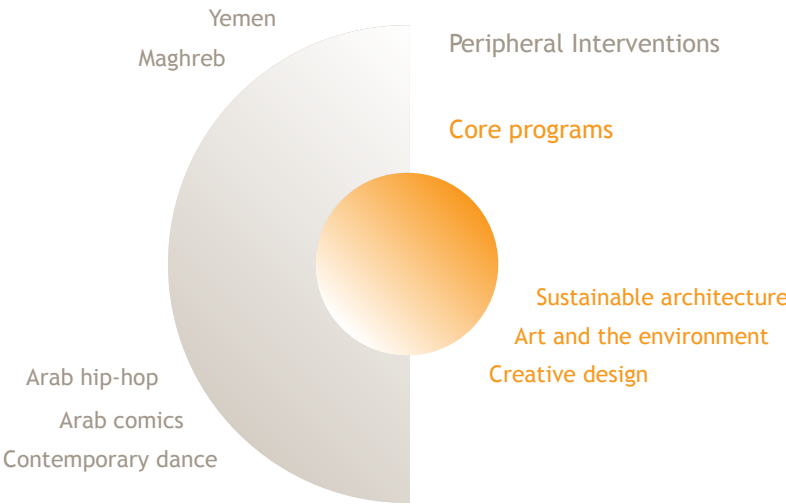 Yemen
Maghreb
Peripheral Interventions
Core programs
Sustainable architecture
Art and the environment
Creative design
Arab hip-hop
Arab comics
Contemporary dance